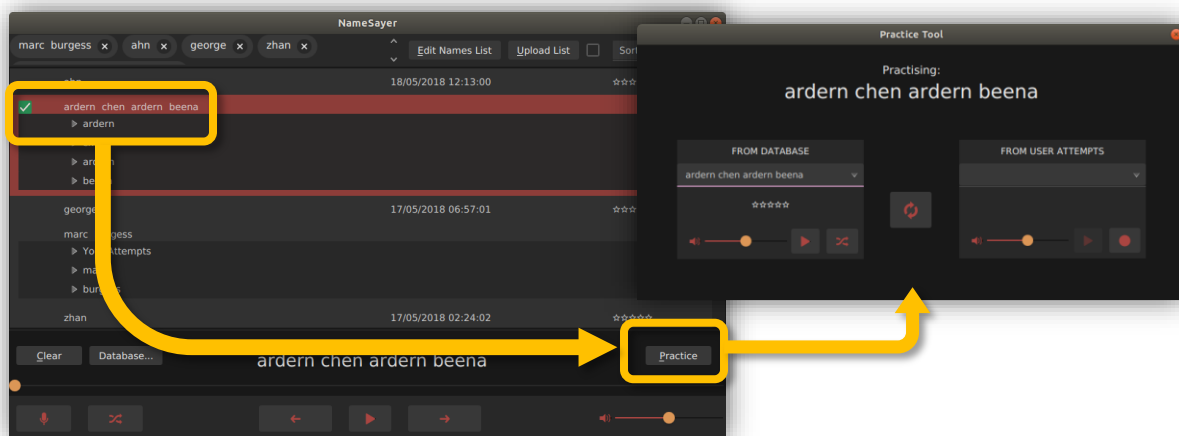 NameSayer
marc burgess × ahn × george × zhan ×
Edit Names List Upload List
18/05/2018 12:13:00
ardern chen ardern beena
ardern
george 17/05/2018 06:57:01
marc
Attempts
zhan 17/05/2018 02:24:02
Clear Database...
ardern chen ardern beena
Practice
Practice Tool
Practising:
ardern chen ardern beena
FROM DATABASE
ardern chen ardern beena
FROM USER ATTEMPTS